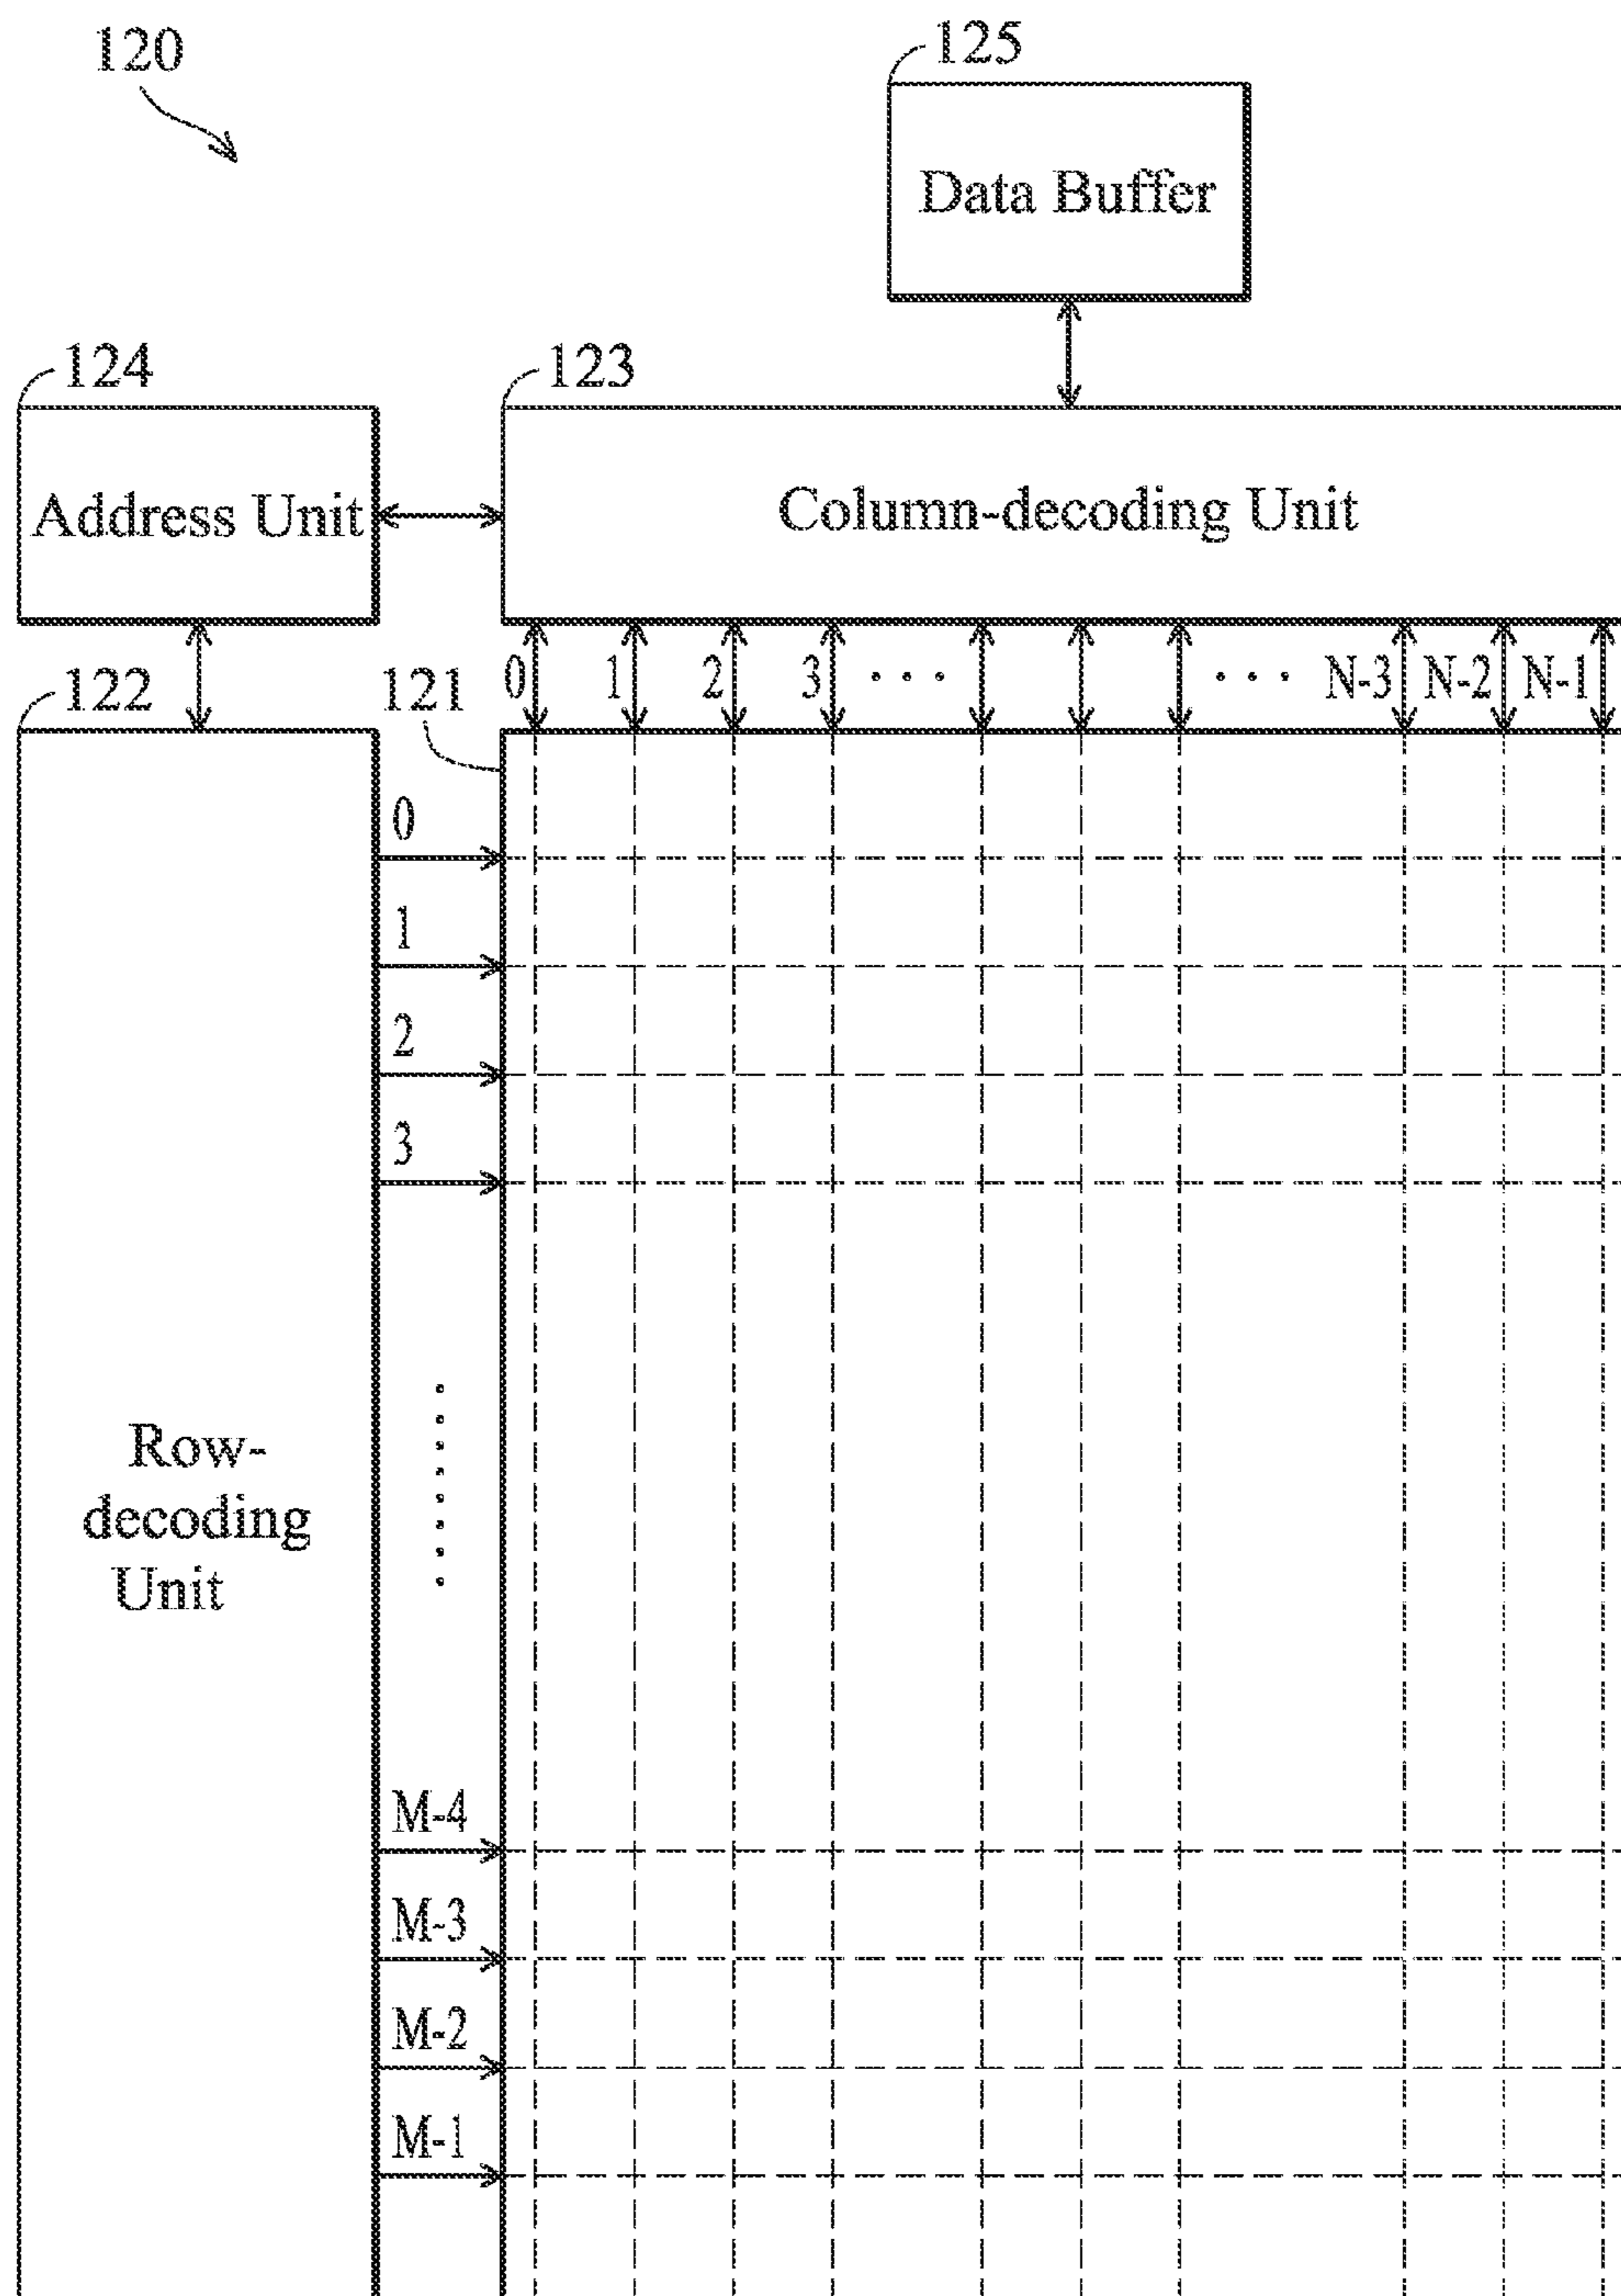 120
125
Data Buffer
124
123
Address Unit
Column-decoding Unit
0 1 2 3 ... ... N-3 N-2 N-1
122
121
0
1
2
3
Row-
decoding
Unit
M-4
M-3
M-2
M-1